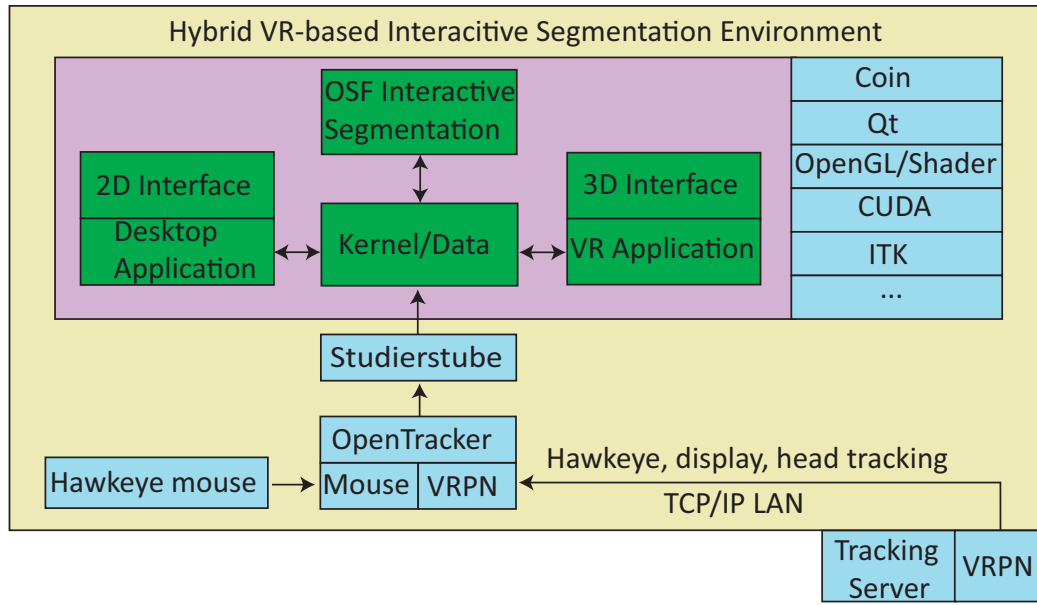 Hybrid VR-based Interacitive Segmentation Environment
OSF Interactive
Segmentation
2D Interface
Desktop
Application
Kernel/Data
3D Interface
VR Application
Coin
Qt
OpenGL/Shader
CUDA
ITK
...
Studierstube
OpenTracker
Mouse
VRPN
Hawkeye mouse
Hawkeye, display, head tracking
TCP/IP LAN
Tracking
Server
VRPN